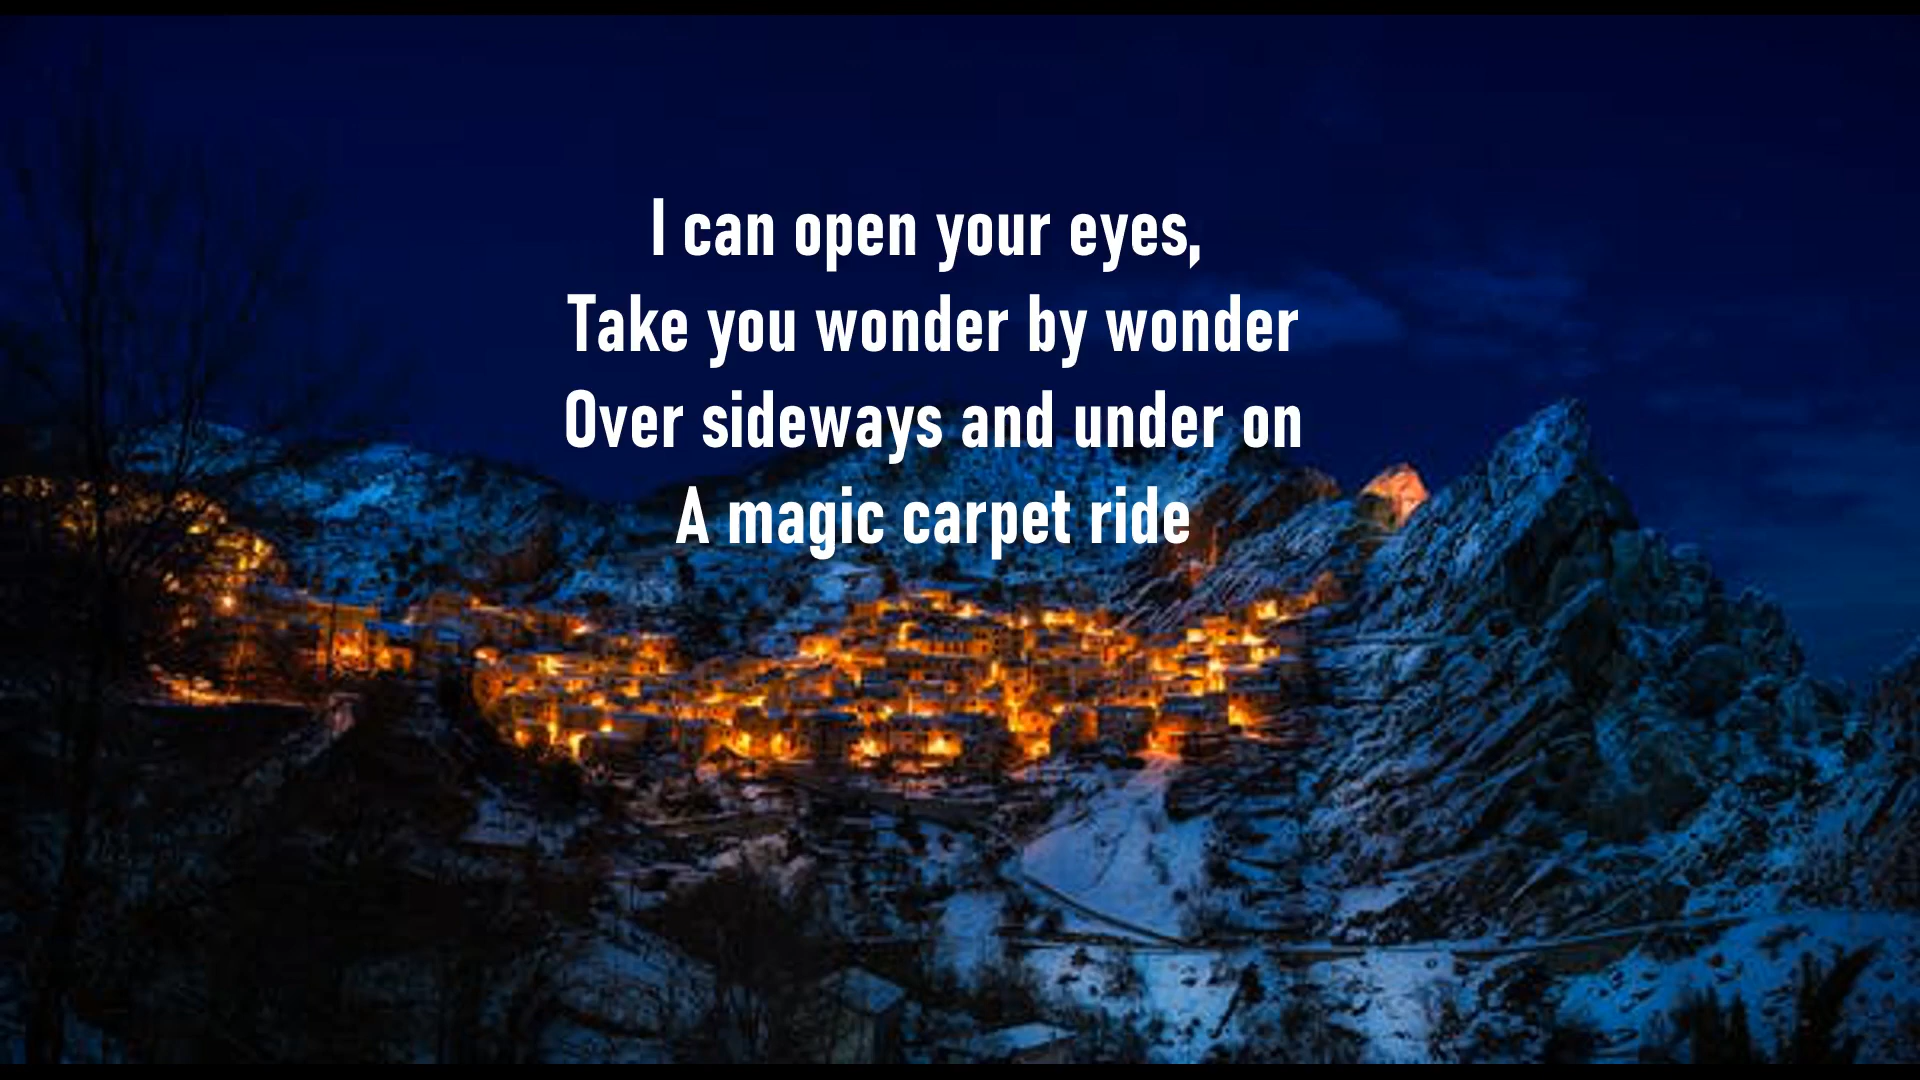 I can open your eyes,
Take you wonder by wonder
Over sideways and under on
A magic carpet ride